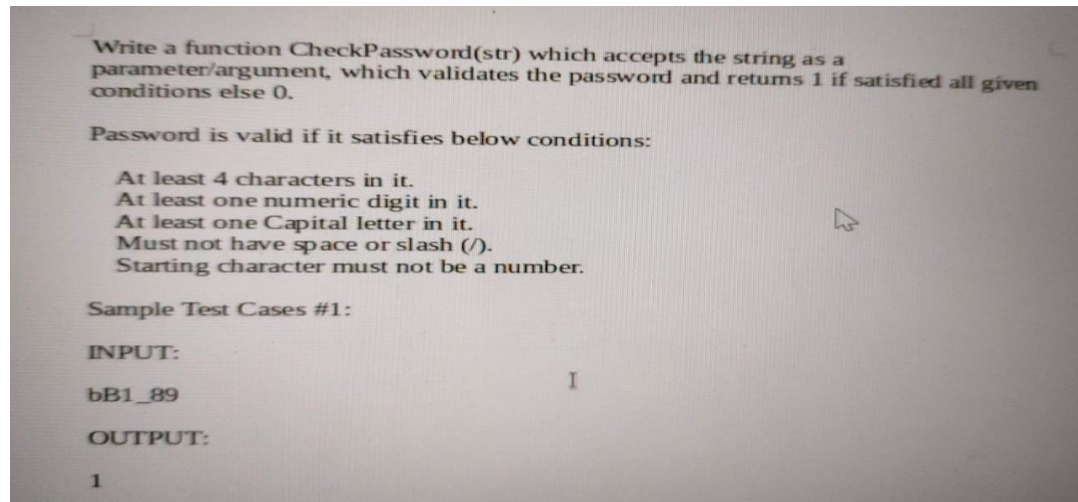 Write a function CheckPassword(str) which accepts the string as a
parameter/argument, which validates the password and returns 1 if satisfied all given
conditions else 0.
Password is valid if it satisfies below conditions:
At least 4 characters in it.
At least one numeric digit in it.
At least one Capital letter in it.
Must not have space or slash (/).
Starting character must not be a number.
Sample Test Cases #1:
INPUT:
bB1_89
OUTPUT:
1